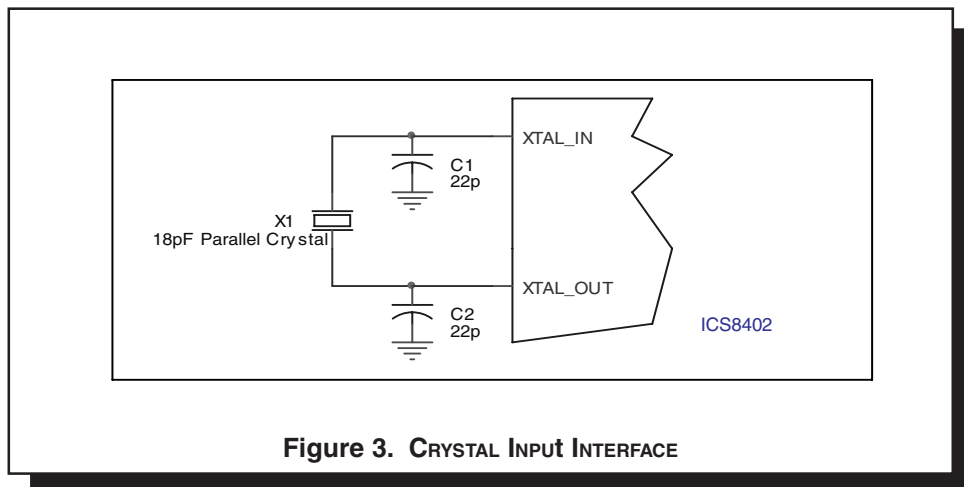 XTAL_IN
C1
22p
X1
18pF Parallel Crystal
XTAL_OUT
C2
22p
ICS8402
Figure 3. CRYSTAL INPUt INTERFACE